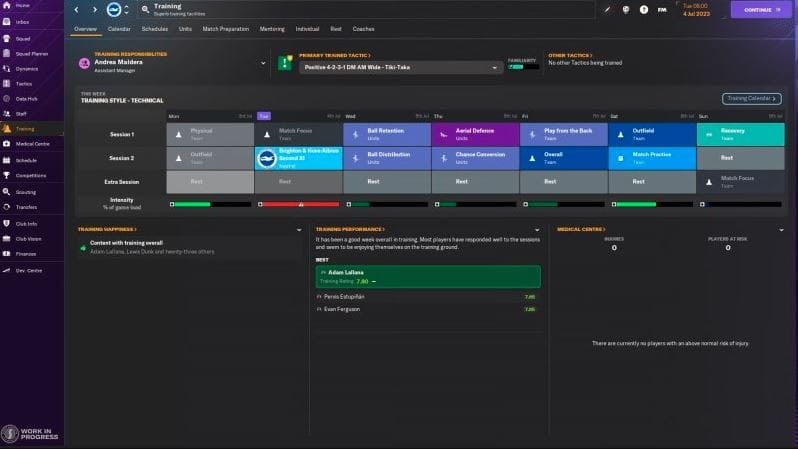 Home
Training
Superb training facilities
FM
Tue 08:00
4 Jul 2023
CONTINUE
Inbox
Squad
Squad Planner
Dynamics
Tactics
Data Hub
Staff
Training
Medical Centre
Schedule
Competitions
Scouting
Transfers
Club Info
Club Vision
Finances
Dev. Centre
Overview Calendar Schedules Units Match Preparation Mentoring Individual Rest Coaches
TRAINING RESPONSIBILITIES
Andrea Maldera
Assistant Manager
PRIMARY TRAINED TACTIC
Positive 4-2-3-1 DM AM Wide - Tiki-Taka
FAMILIARITY
OTHER TACTICS
No other Tactics being trained
THIS WEEK
TRAINING STYLE - TECHNICAL
Training Calendar
Mon 3rd Jul Tue 4th Jul Wed 5th Jul Thu 6th Jul Fri 7th Jul Sat 8th Jul Sun 9th Jul
Session 1
Physical
Team
Match Focus
Team
Ball Retention
Units
Aerial Defence
Units
Play from the Back
Team
Outfield
Team
Recovery
Team
Session 2
Outfield
Team
Brighton & Hove Albion Second XI
Neutral
Ball Distribution
Units
Chance Conversion
Units
Overall
Team
Match Practice
Team
Rest
Extra Session
Rest Rest Rest Rest Rest Rest
Match Focus
Team
Intensity
% of game load
TRAINING HAPPINESS
Content with training overall
Adam Lallana, Lewis Dunk and twenty-three others
TRAINING PERFORMANCE
It has been a good week overall in training. Most players have responded well to the sessions
and seem to be enjoying themselves on the training ground.
BEST
Adam Lallana
Training Rating 7.80 –
Pervis Estupiñán 7.65
Evan Ferguson 7.55
MEDICAL CENTRE
INJURIES
0
PLAYERS AT RISK
0
There are currently no players with an above normal risk of injury.
WORK IN
PROGRESS